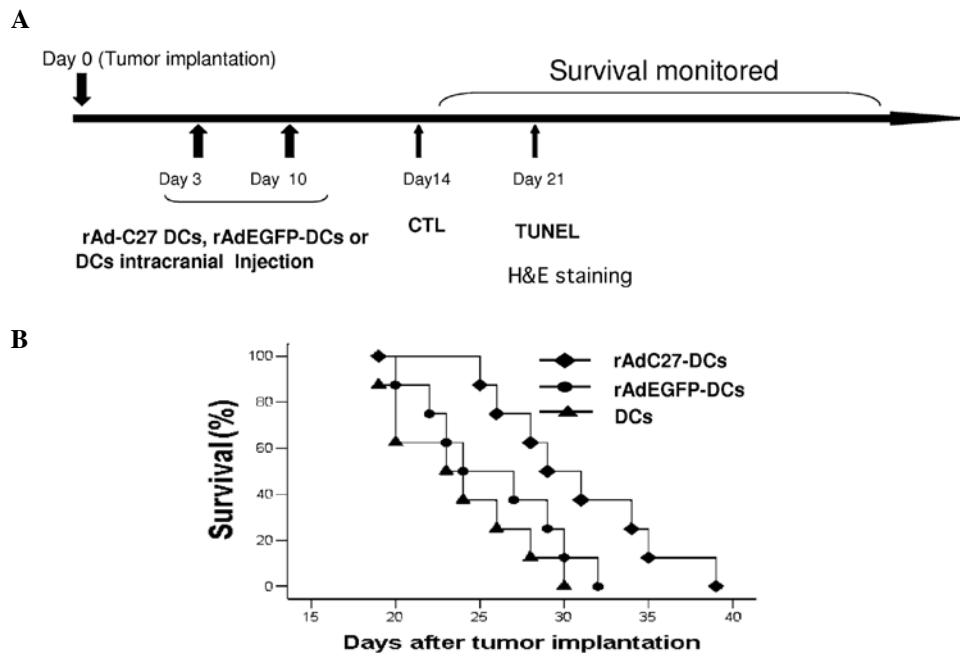 A
Day 0 (Tumor implantation)
Survival monitored
Day 3
Day 10
Day14
Day 21
rAd-C27 DCs, rAdEGFP-DCs or
DCs intracranial Injection
CTL
TUNEL
H&E staining
B
100
80
60
40
20
0
Survival (%)
rAdC27-DCs
rAdEGFP-DCs
DCs
15
20
25
30
35
40
Days after tumor implantation